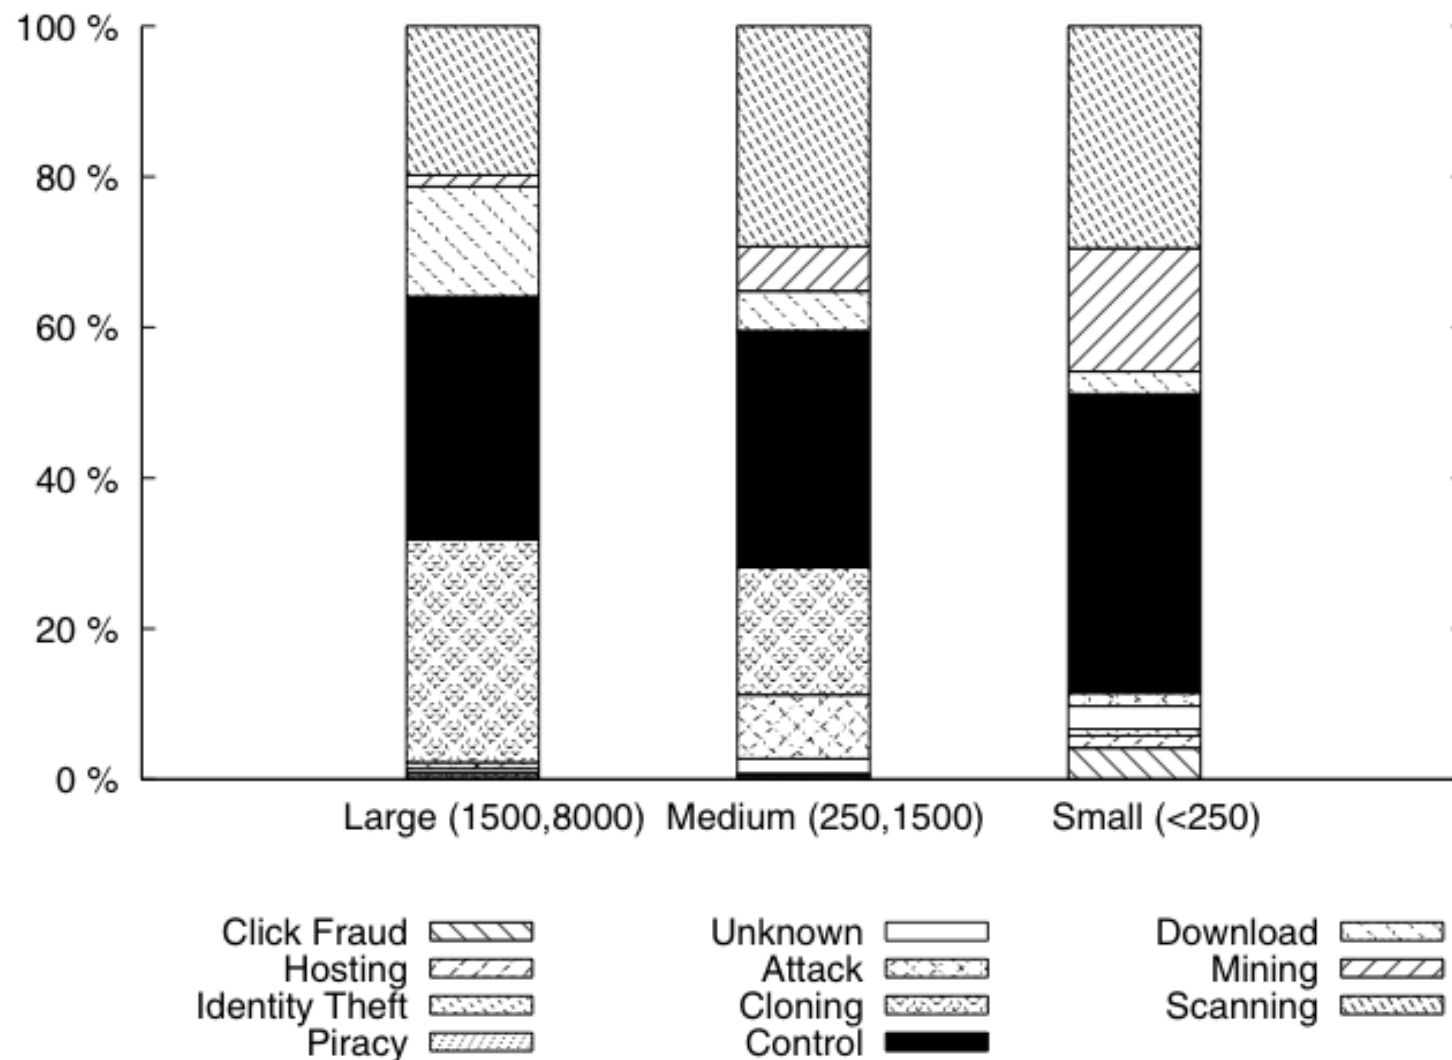 100 %
80 %
60 %
40 %
20 %
0 %
Large (1500,8000) Medium (250,1500) Small (<250)
Click Fraud Unknown Download
Hosting Attack Mining
Identity Theft Cloning Scanning
Piracy Control